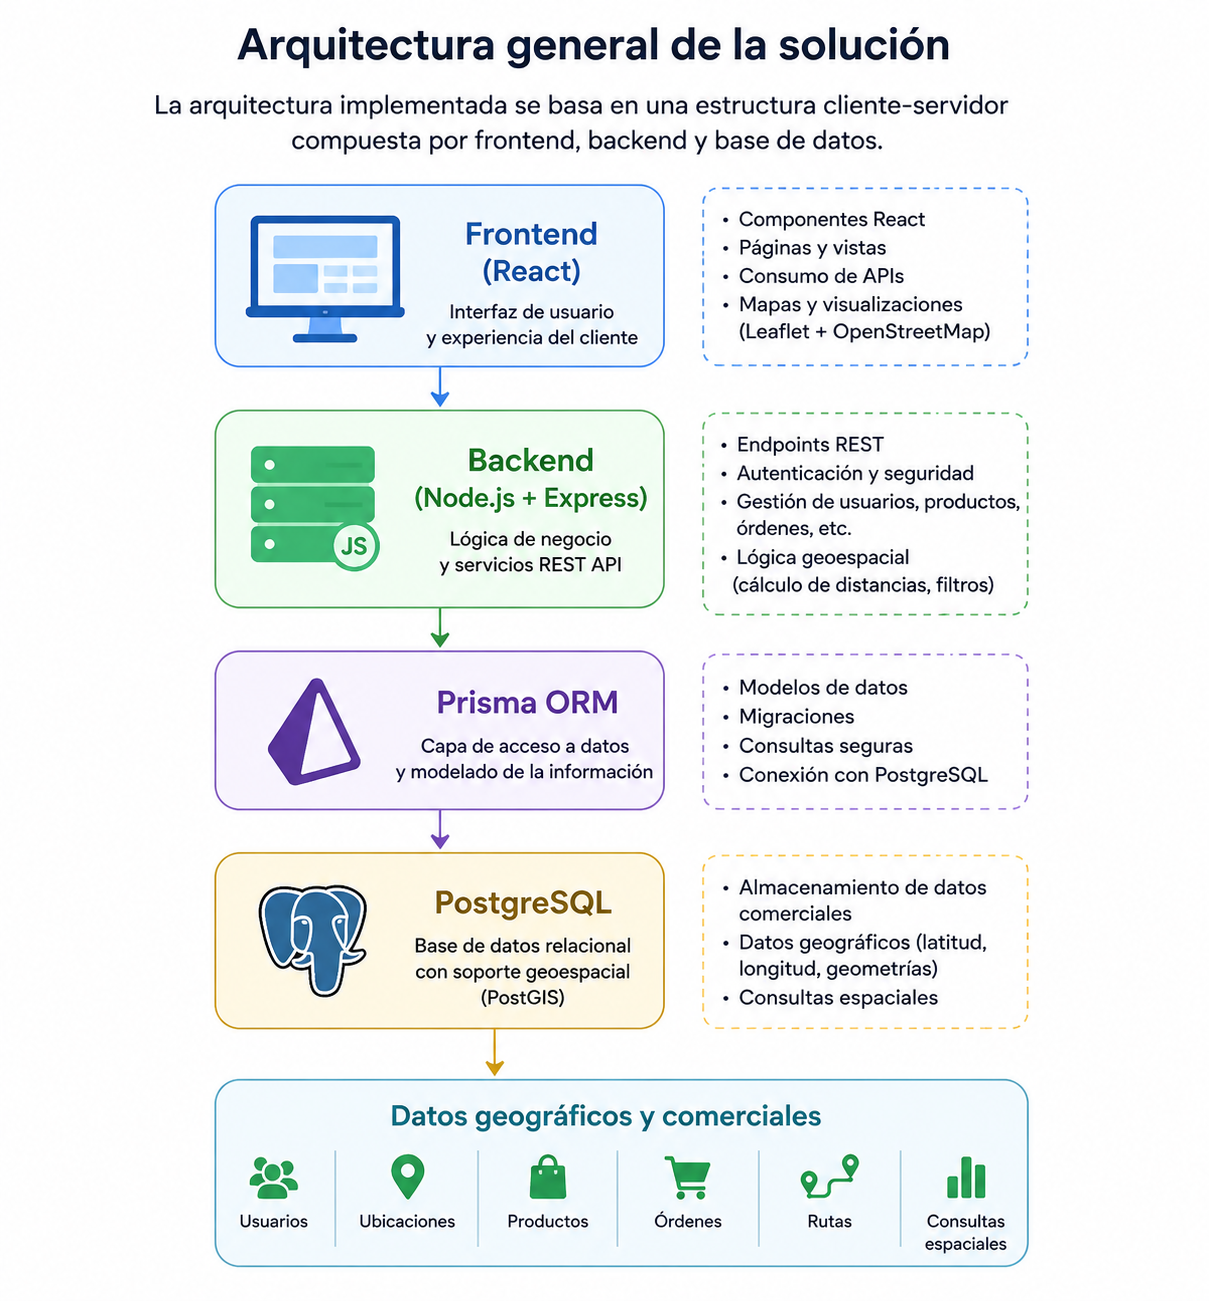 Arquitectura general de la solución
La arquitectura implementada se basa en una estructura cliente-servidor
compuesta por frontend, backend y base de datos.
Frontend
(React)
Interfaz de usuario
y experiencia del cliente
• Componentes React
• Páginas y vistas
• Consumo de APIs
• Mapas y visualizaciones
(Leaflet + OpenStreetMap)
Backend
(Node.js + Express)
Lógica de negocio
y servicios REST API
JS
• Endpoints REST
• Autenticación y seguridad
• Gestión de usuarios, productos,
órdenes, etc.
• Lógica geoespacial
(cálculo de distancias, filtros)
Prisma ORM
Capa de acceso a datos
y modelado de la información
• Modelos de datos
• Migraciones
• Consultas seguras
• Conexión con PostgreSQL
PostgreSQL
Base de datos relacional
con soporte geoespacial
(PostGIS)
• Almacenamiento de datos
comerciales
• Datos geográficos (latitud,
longitud, geometrías)
• Consultas espaciales
Datos geográficos y comerciales
Usuarios
Ubicaciones
Productos
Órdenes
Rutas
Consultas
espaciales